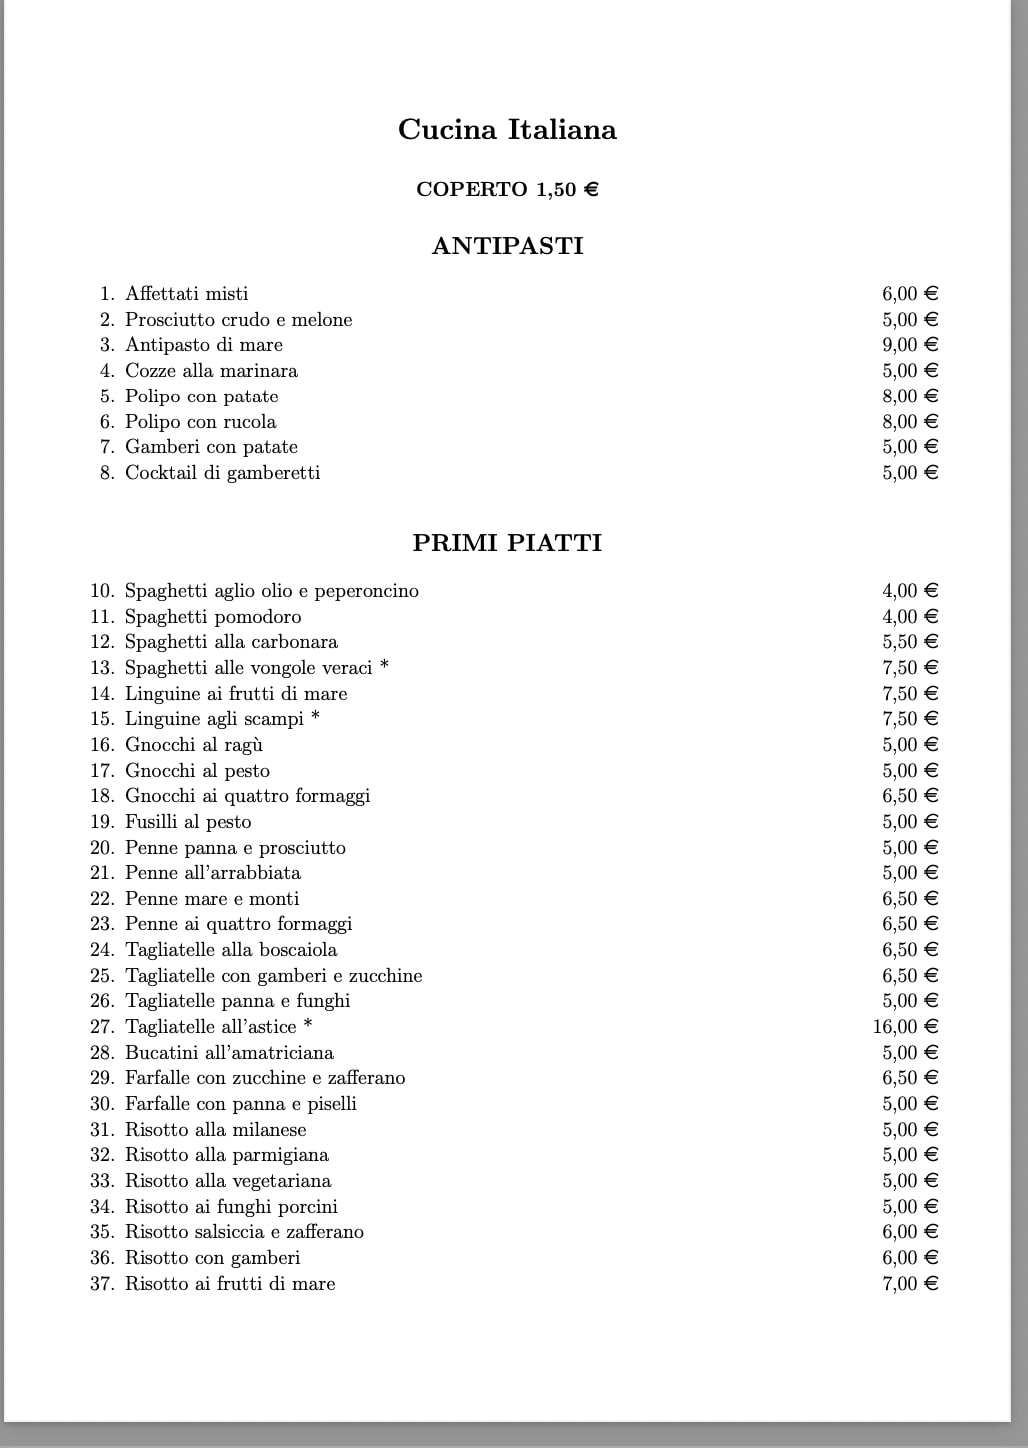 Cucina Italiana
COPERTO 1,50 €
ANTIPASTI
1. Affettati misti 6,00 €
2. Prosciutto crudo e melone 5,00 €
3. Antipasto di mare 9,00 €
4. Cozze alla marinara 5,00 €
5. Polipo con patate 8,00 €
6. Polipo con rucola 8,00 €
7. Gamberi con patate 5,00 €
8. Cocktail di gamberetti 5,00 €
PRIMI PIATTI
10. Spaghetti aglio olio e peperoncino 4,00 €
11. Spaghetti pomodoro 4,00 €
12. Spaghetti alla carbonara 5,50 €
13. Spaghetti alle vongole veraci * 7,50 €
14. Linguine ai frutti di mare 7,50 €
15. Linguine agli scampi * 7,50 €
16. Gnocchi al ragù 5,00 €
17. Gnocchi al pesto 5,00 €
18. Gnocchi ai quattro formaggi 6,50 €
19. Fusilli al pesto 5,00 €
20. Penne panna e prosciutto 5,00 €
21. Penne all'arrabbiata 5,00 €
22. Penne mare e monti 6,50 €
23. Penne ai quattro formaggi 6,50 €
24. Tagliatelle alla boscaiola 6,50 €
25. Tagliatelle con gamberi e zucchine 6,50 €
26. Tagliatelle panna e funghi 5,00 €
27. Tagliatelle all'astice * 16,00 €
28. Bucatini all'amatriciana 5,00 €
29. Farfalle con zucchine e zafferano 6,50 €
30. Farfalle con panna e piselli 5,00 €
31. Risotto alla milanese 5,00 €
32. Risotto alla parmigiana 5,00 €
33. Risotto alla vegetariana 5,00 €
34. Risotto ai funghi porcini 5,00 €
35. Risotto salsiccia e zafferano 6,00 €
36. Risotto con gamberi 6,00 €
37. Risotto ai frutti di mare 7,00 €